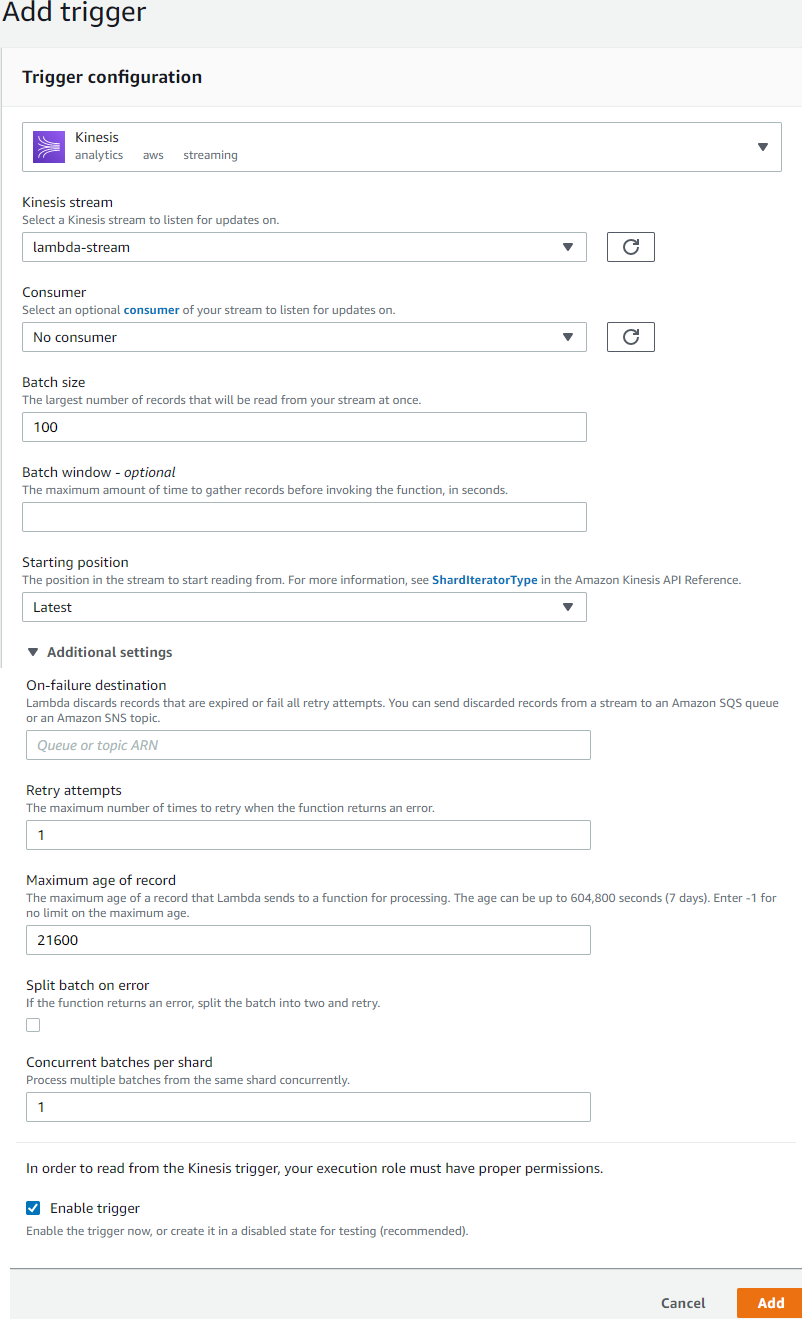 Add trigger
Trigger configuration
Kinesis
analytics aws streaming
Kinesis stream
Select a Kinesis stream to listen for updates on.
lambda-stream
Consumer
Select an optional consumer of your stream to listen for updates on.
No consumer
Batch size
The largest number of records that will be read from your stream at once.
100
Batch window - optional
The maximum amount of time to gather records before invoking the function, in seconds.
Starting position
The position in the stream to start reading from. For more information, see ShardIteratorType in the Amazon Kinesis API Reference.
Latest
Additional settings
On-failure destination
Lambda discards records that are expired or fail all retry attempts. You can send discarded records from a stream to an Amazon SQS queue
or an Amazon SNS topic.
Queue or topic ARN
Retry attempts
The maximum number of times to retry when the function returns an error.
1
Maximum age of record
The maximum age of a record that Lambda sends to a function for processing. The age can be up to 604,800 seconds (7 days). Enter -1 for
no limit on the maximum age.
21600
Split batch on error
If the function returns an error, split the batch into two and retry.
Concurrent batches per shard
Process multiple batches from the same shard concurrently.
1
In order to read from the Kinesis trigger, your execution role must have proper permissions.
Enable trigger
Enable the trigger now, or create it in a disabled state for testing (recommended).
Cancel Add